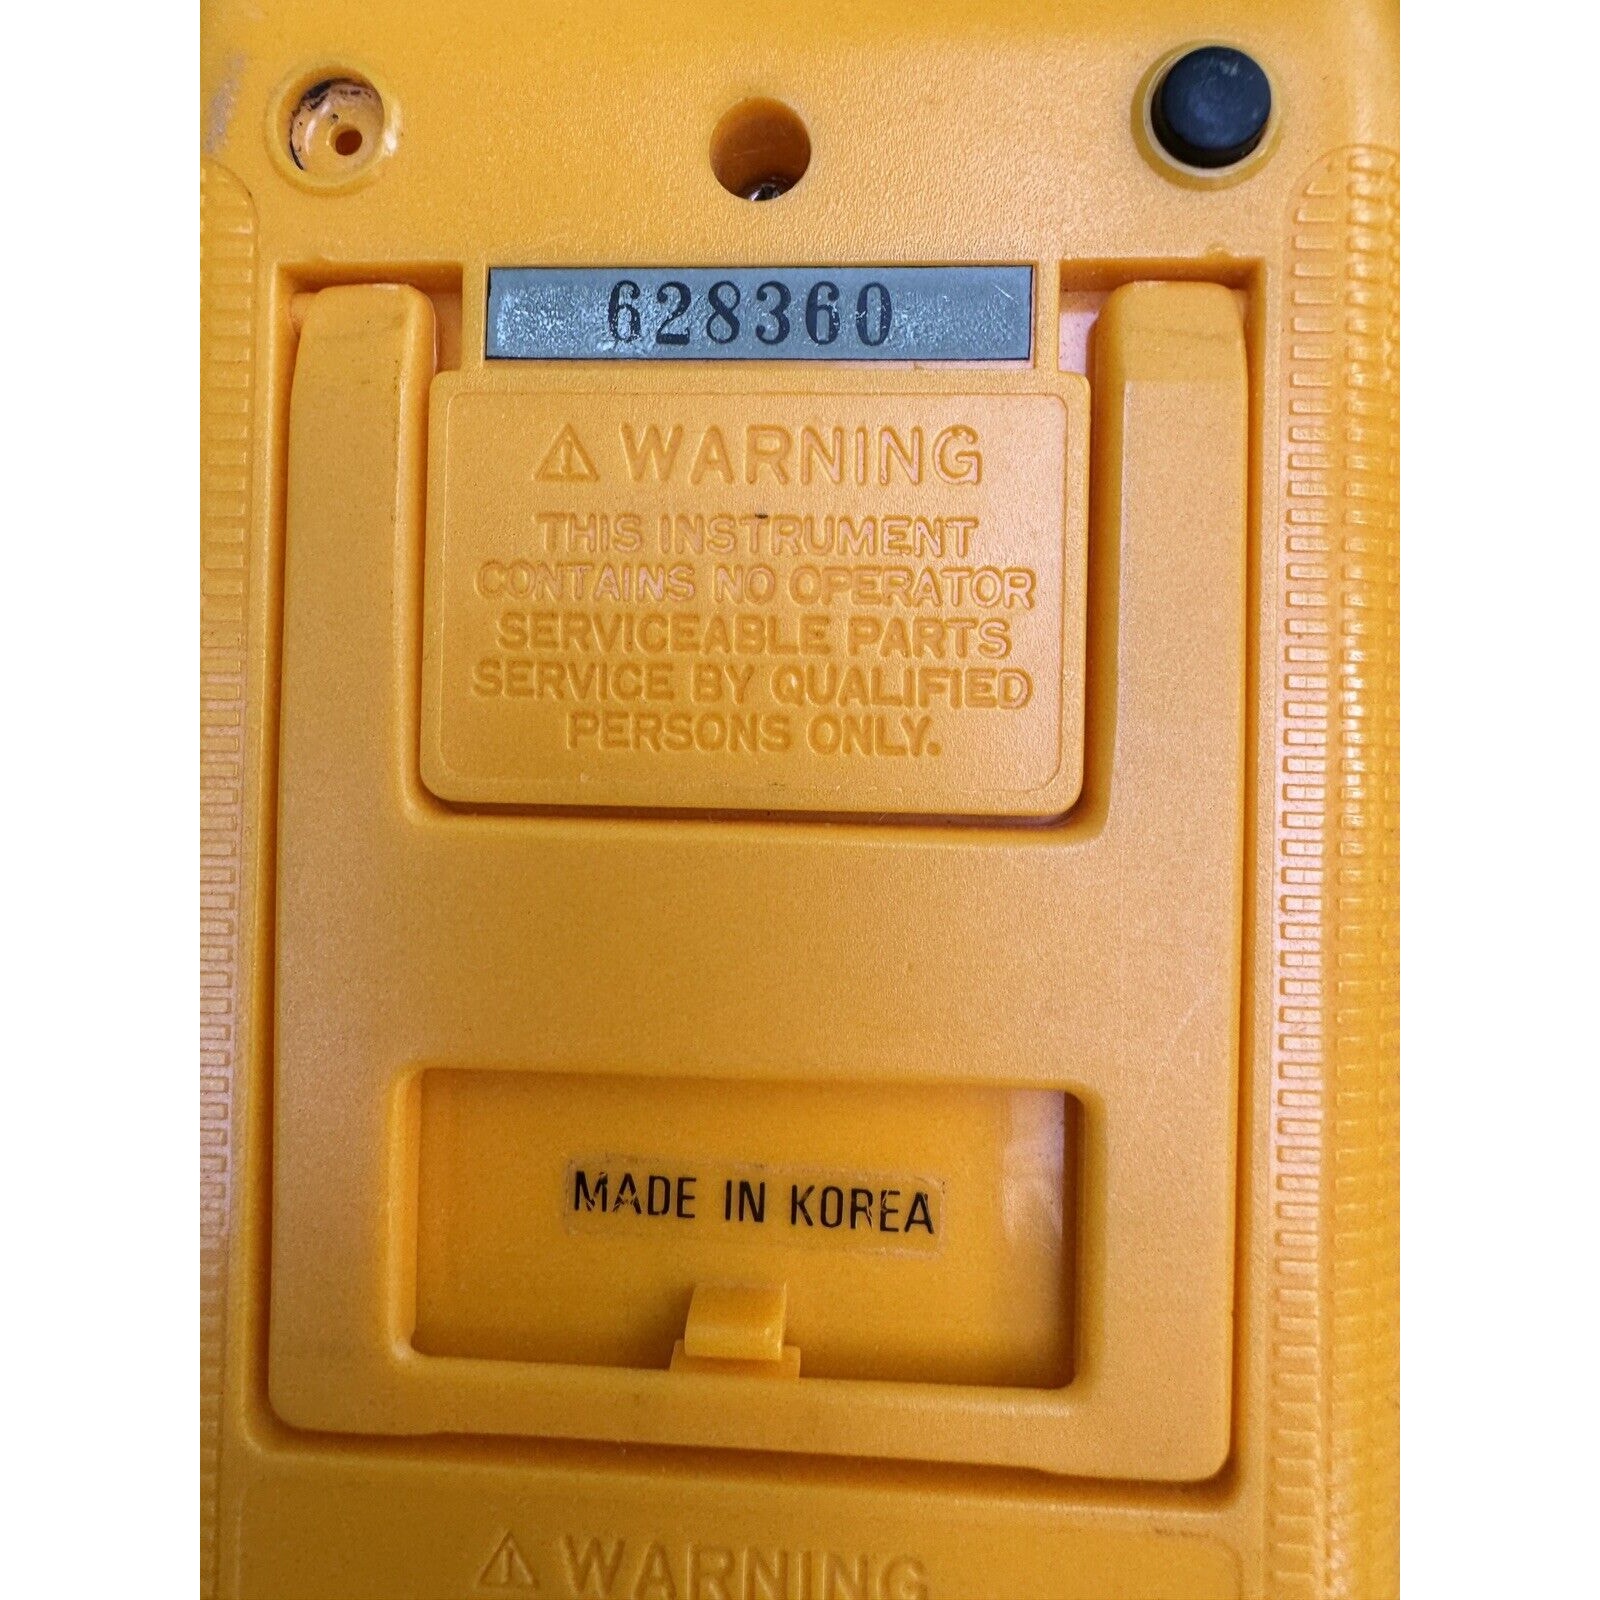 628360
⚠ WARNING
THIS INSTRUMENT
CONTAINS NO OPERATOR
SERVICEABLE PARTS
SERVICE BY QUALIFIED
PERSONS ONLY.
MADE IN KOREA
⚠ WARNING